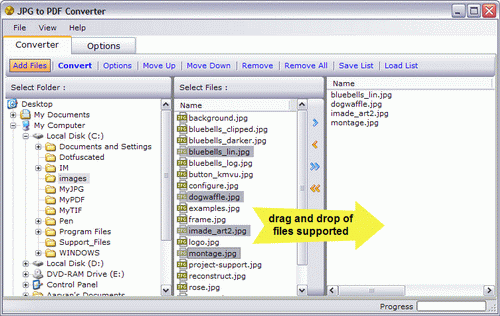 JPG to PDF Converter
File View Help
Converter Options
Add Files Convert Options Move Up Move Down Remove Remove All Save List Load List
Select Folder :
Desktop
My Documents
My Computer
Local Disk (C:)
Documents and Settings
Dotfuscated
IM
images
MyJPG
MyPDF
MyTIF
Pen
Program Files
Support_Files
WINDOWS
Local Disk (D:)
DVD-RAM Drive (E:)
Control Panel
Aaryan's Documents
Select Files :
Name
background.jpg
bluebells_clipped.jpg
bluebells_darker.jpg
bluebells_lin.jpg
bluebells_log.jpg
button_kmvu.jpg
configure.jpg
dogwaffle.jpg
examples.jpg
frame.jpg
imade_art2.jpg
logo.jpg
montage.jpg
project-support.jpg
reconstruct.jpg
rose.jpg
drag and drop of
files supported
Name
bluebells_lin.jpg
dogwaffle.jpg
imade_art2.jpg
montage.jpg
Progress